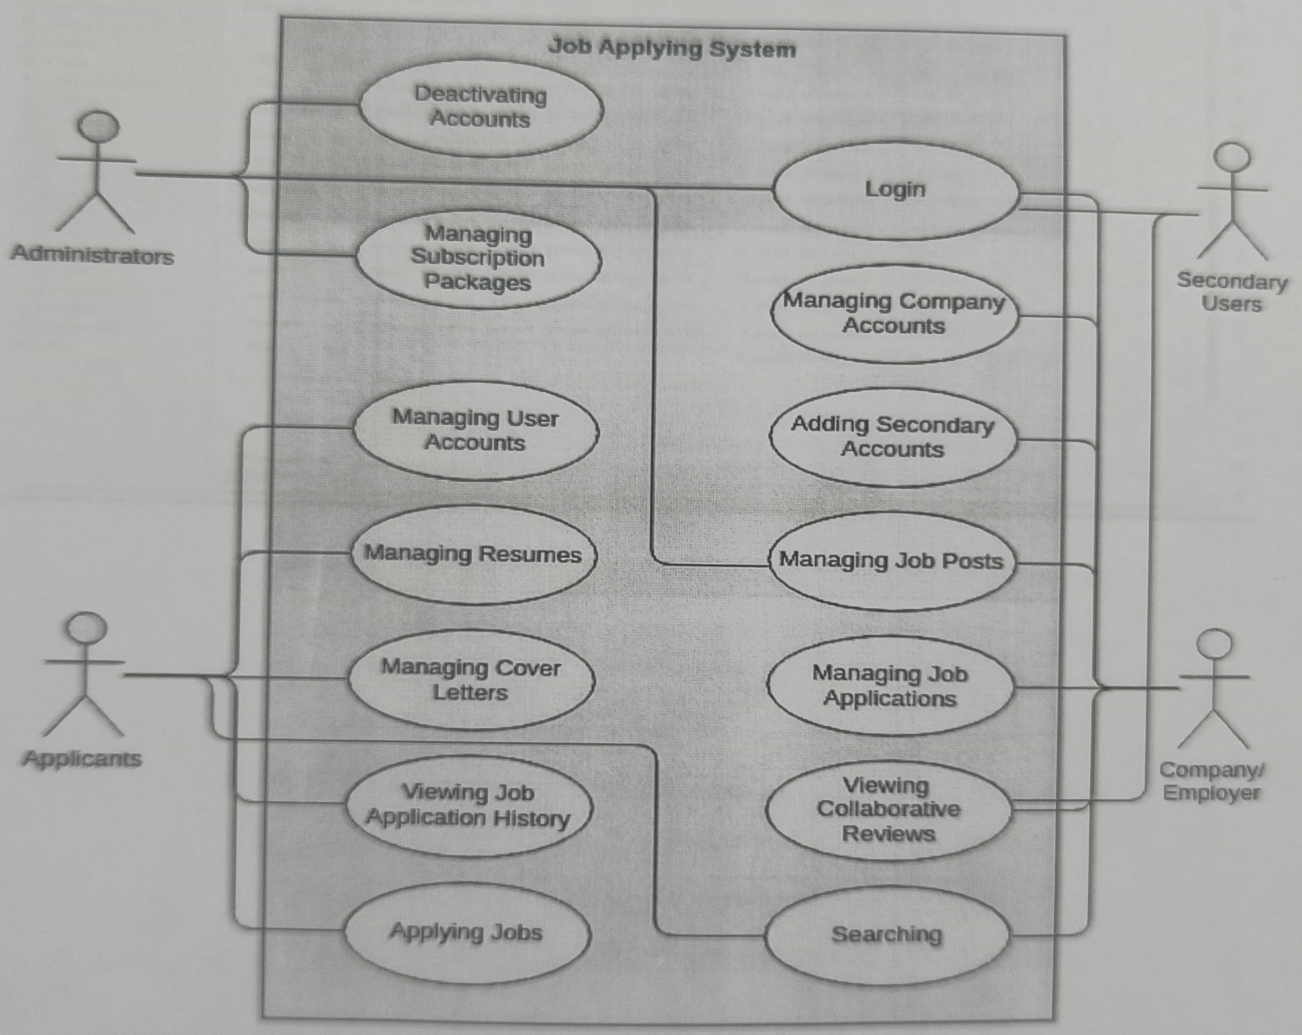 Job Applying System
Deactivating
Accounts
Login
Administrators
Managing
Subscription
Packages
Secondary
Users
Managing Company
Accounts
Managing User
Accounts
Adding Secondary
Accounts
Managing Resumes
Managing Job Posts
Managing Cover
Letters
Managing Job
Applications
Applicants
Company/
Employer
Viewing Job
Application History
Viewing
Collaborative
Reviews
Applying Jobs
Searching